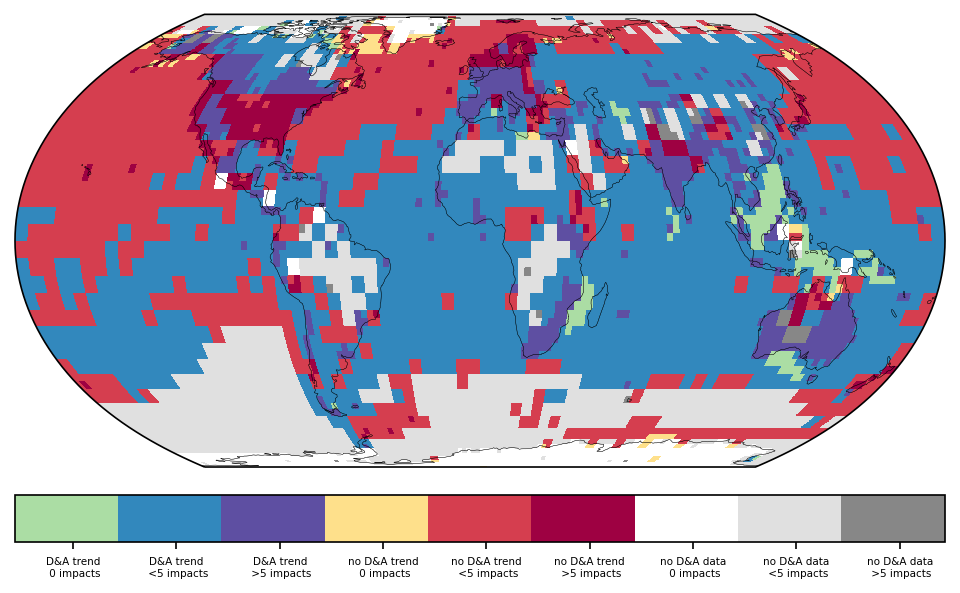 D&A trend
0 impacts
D&A trend
<5 impacts
D&A trend
>5 impacts
no D&A trend
0 impacts
no D&A trend
<5 impacts
no D&A trend
>5 impacts
no D&A data
0 impacts
no D&A data
<5 impacts
no D&A data
>5 impacts